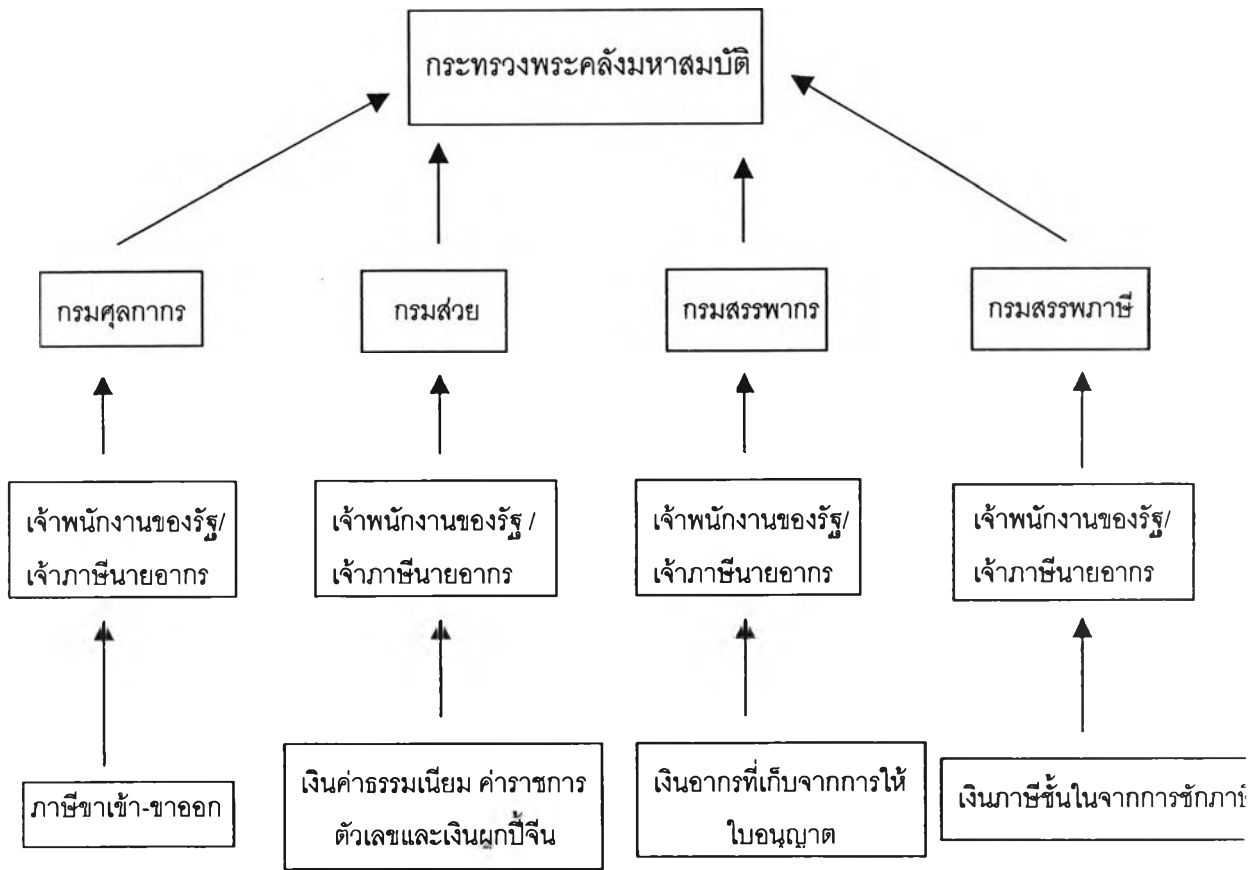 กระทรวงพระคลังมหาสมบัติ
กรมศุลกากร
กรมส่วย
กรมสรรพากร
กรมสรรพภาษี
เจ้าพนักงานของรัฐ/
เจ้าภาษีนายอากร
เจ้าพนักงานของรัฐ /
เจ้าภาษีนายอากร
เจ้าพนักงานของรัฐ/
เจ้าภาษีนายอากร
เจ้าพนักงานของรัฐ/
เจ้าภาษีนายอากร
ภาษีขาเข้า-ขาออก
เงินค่าธรรมเนียม ค่าราชการ
ตัวเลขและเงินผูกปี้จีน
เงินอากรที่เก็บจากการให้
ใบอนุญาต
เงินภาษีชั้นในจากการชักภาษี